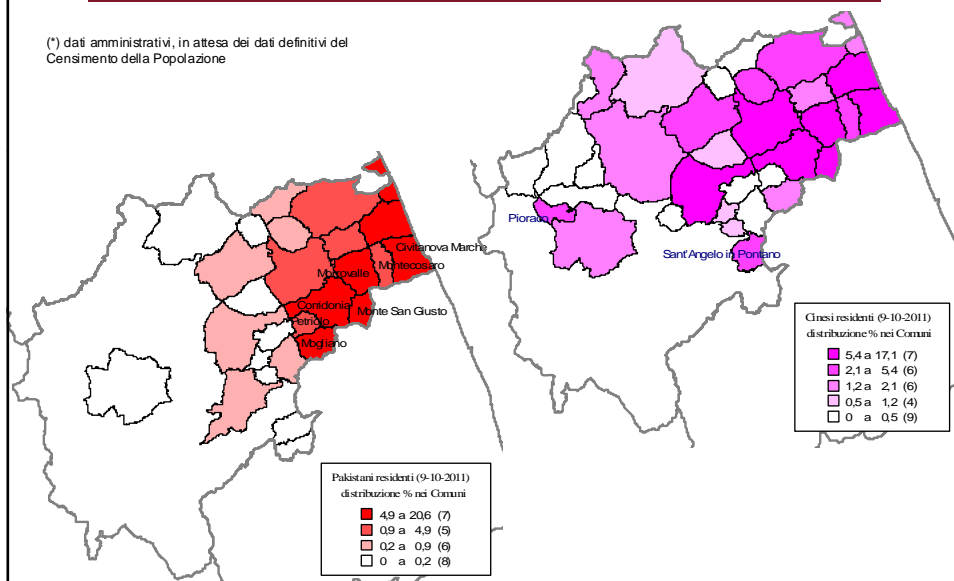 (*) dati amministrativi, in attesa dei dati definitivi del
Censimento della Popolazione
Pioraco
Sant'Angelo in Pontano
Cinesi residenti (9-10-2011)
distribuzione % nei Comuni
5,4 a 17,1 (7)
2,1 a 5,4 (6)
1,2 a 2,1 (6)
0,5 a 1,2 (4)
0 a 0,5 (9)
Civitanova Marche
Morrovalle
Montecosaro
Corridonia
Monte San Giusto
Petriolo
Mogliano
Pakistani residenti (9-10-2011)
distribuzione % nei Comuni
4,9 a 20,6 (7)
0,9 a 4,9 (5)
0,2 a 0,9 (6)
0 a 0,2 (8)